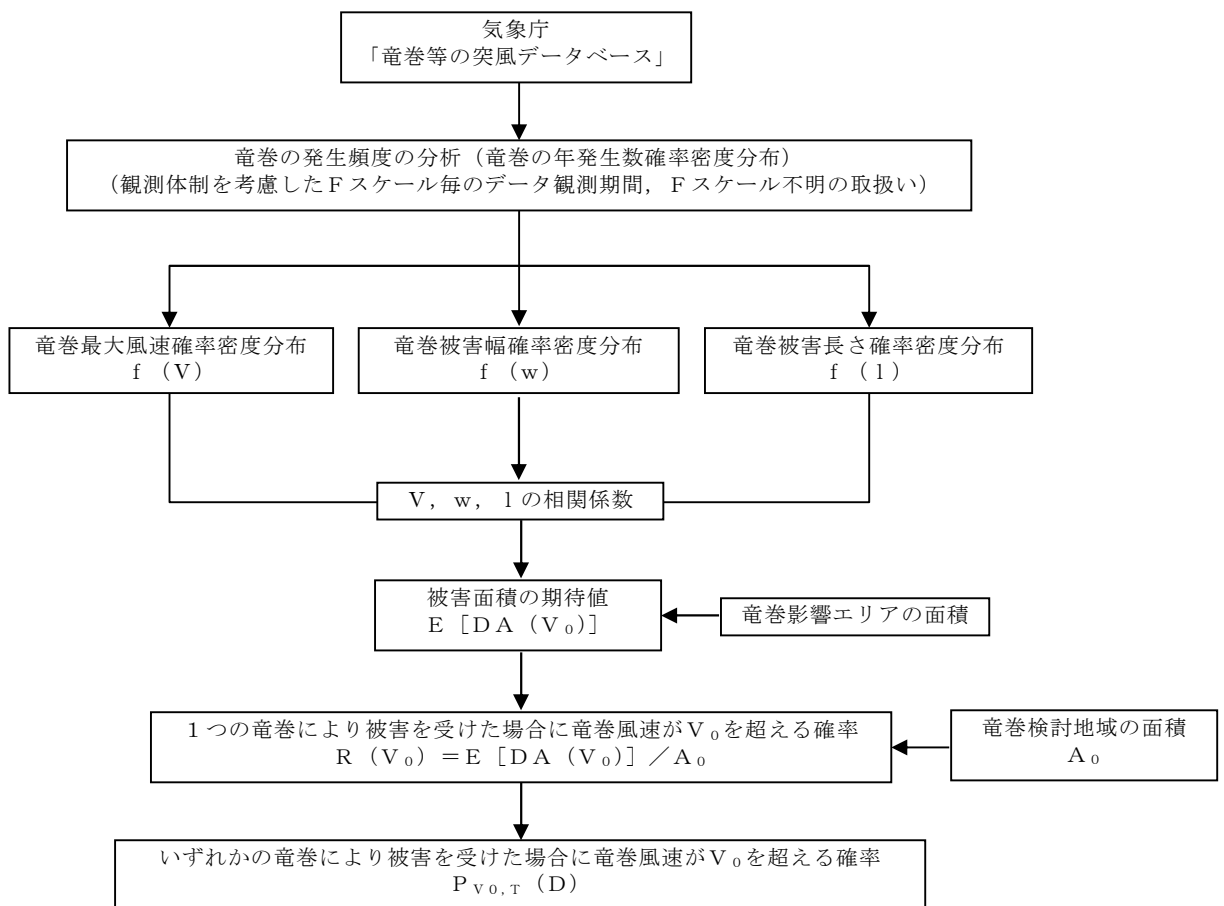 気象庁
「竜巻等の突風データベース」
竜巻の発生頻度の分析（竜巻の年発生数確率密度分布）
（観測体制を考慮したＦスケール毎のデータ観測期間，Ｆスケール不明の取扱い）
竜巻最大風速確率密度分布
ｆ（Ｖ）
竜巻被害幅確率密度分布
ｆ（ｗ）
竜巻被害長さ確率密度分布
ｆ（ｌ）
Ｖ，ｗ，ｌの相関係数
被害面積の期待値
Ｅ［ＤＡ（Ｖ₀）］
竜巻影響エリアの面積
１つの竜巻により被害を受けた場合に竜巻風速がＶ₀を超える確率
Ｒ（Ｖ₀）＝Ｅ［ＤＡ（Ｖ₀）］／Ａ₀
竜巻検討地域の面積
Ａ₀
いずれかの竜巻により被害を受けた場合に竜巻風速がＶ₀を超える確率
Ｐ_V0,T（Ｄ）